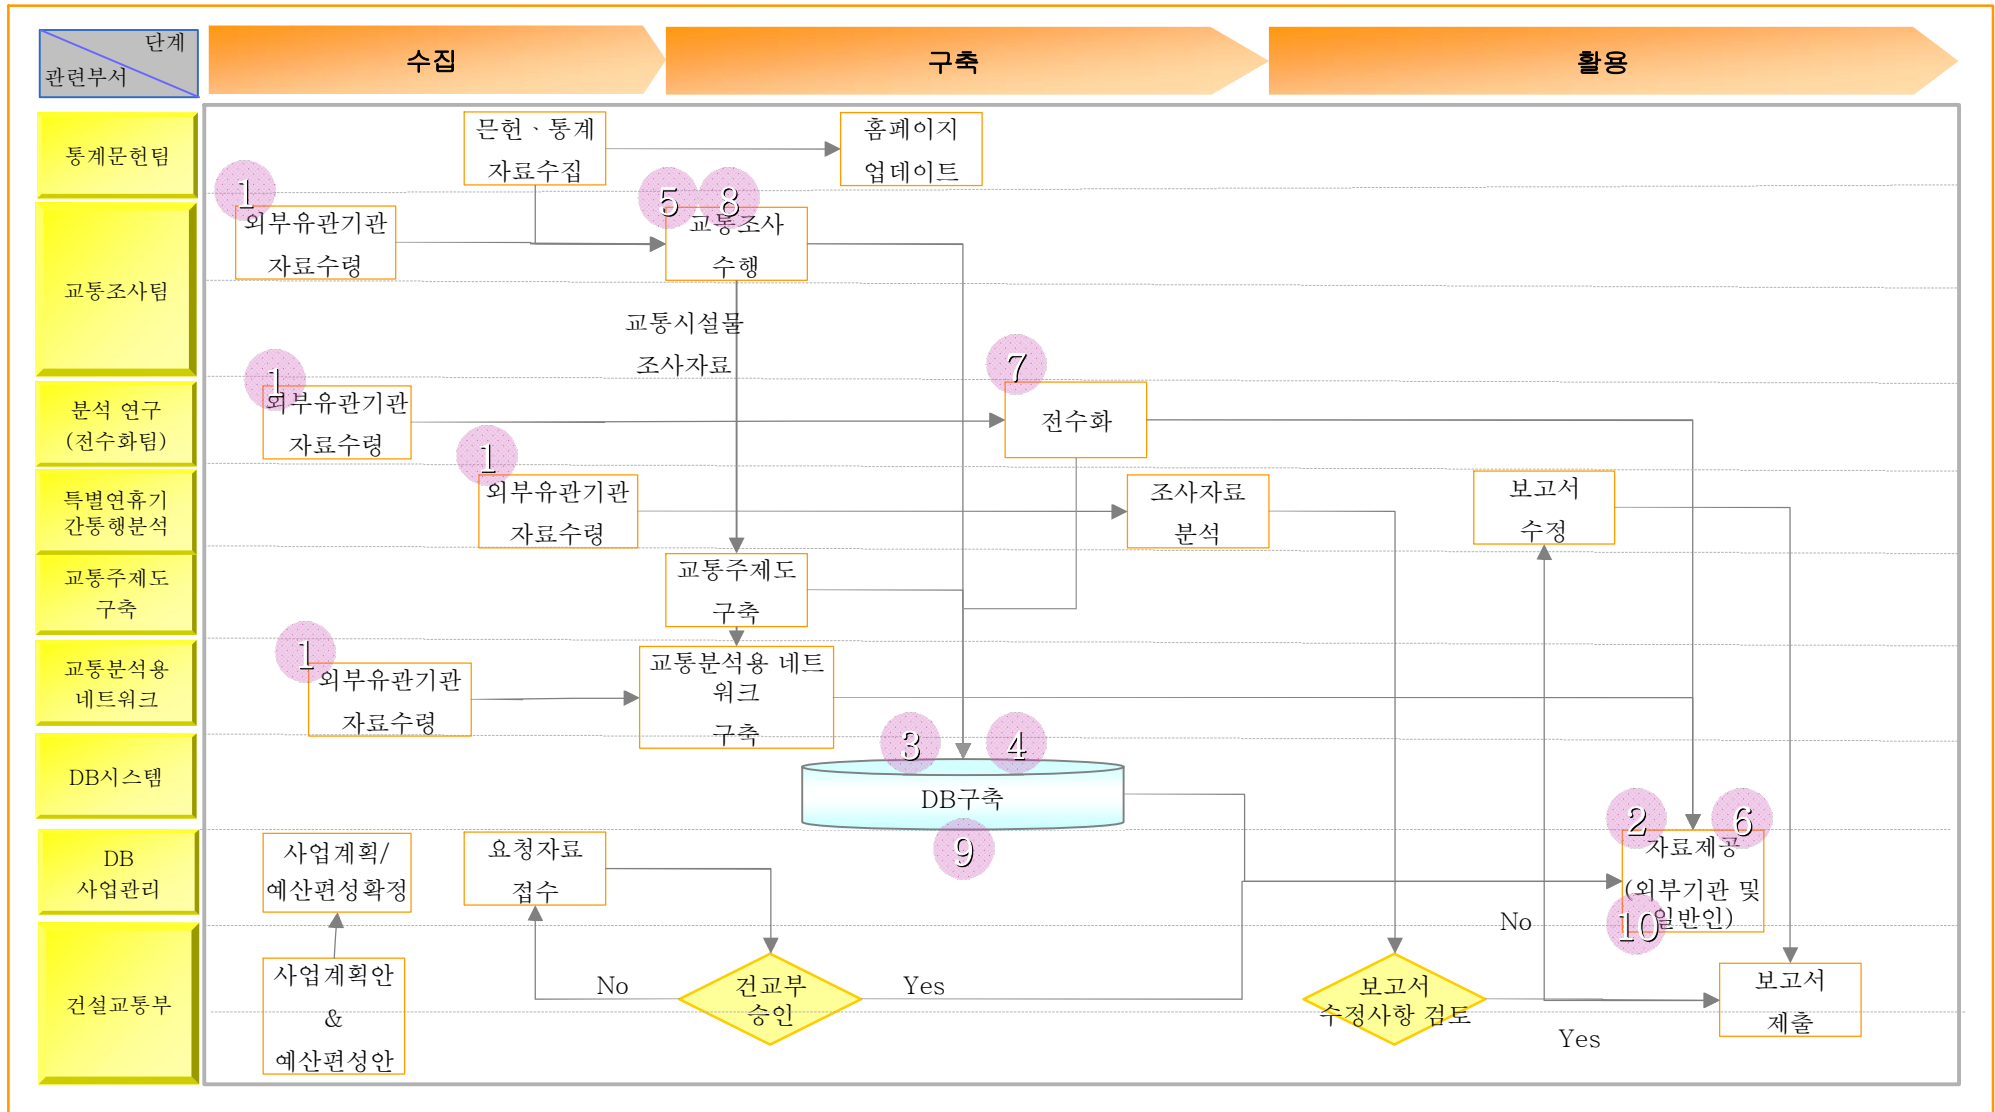 단계
관련부서
수집
구축
활용
통계문헌팀
문헌ㆍ통계
자료수집
홈페이지
업데이트
교통조사팀
1
외부유관기관
자료수령
5
8
교통조사
수행
교통시설물
조사자료
분석 연구
(전수화팀)
1
외부유관기관
자료수령
7
전수화
특별연휴기
간통행분석
1
외부유관기관
자료수령
조사자료
분석
보고서
수정
교통주제도
구축
교통주제도
구축
교통분석용
네트워크
1
외부유관기관
자료수령
교통분석용 네트
워크
구축
DB시스템
3
4
DB구축
9
DB
사업관리
사업계획/
예산편성확정
요청자료
접수
2
6
자료제공
(외부기관 및
일반인)
10
건설교통부
사업계획안
&
예산편성안
No
건교부
승인
Yes
보고서
수정사항 검토
No
Yes
보고서
제출